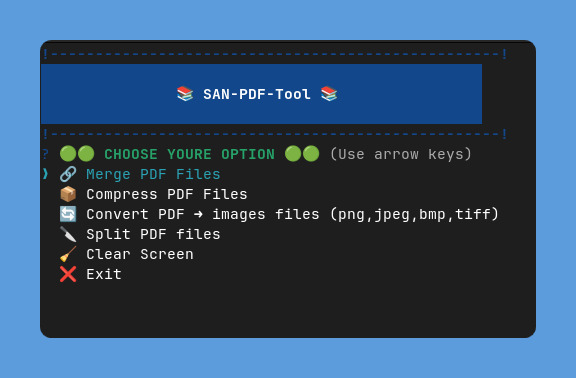 !--------------------------------------------------!
📚 SAN-PDF-Tool 📚
!--------------------------------------------------!
? 🟢🟢 CHOOSE YOURE OPTION 🟢🟢 (Use arrow keys)
❯ 🔗 Merge PDF Files
📦 Compress PDF Files
🔄 Convert PDF ➜ images files (png,jpeg,bmp,tiff)
🔪 Split PDF files
🧹 Clear Screen
❌ Exit